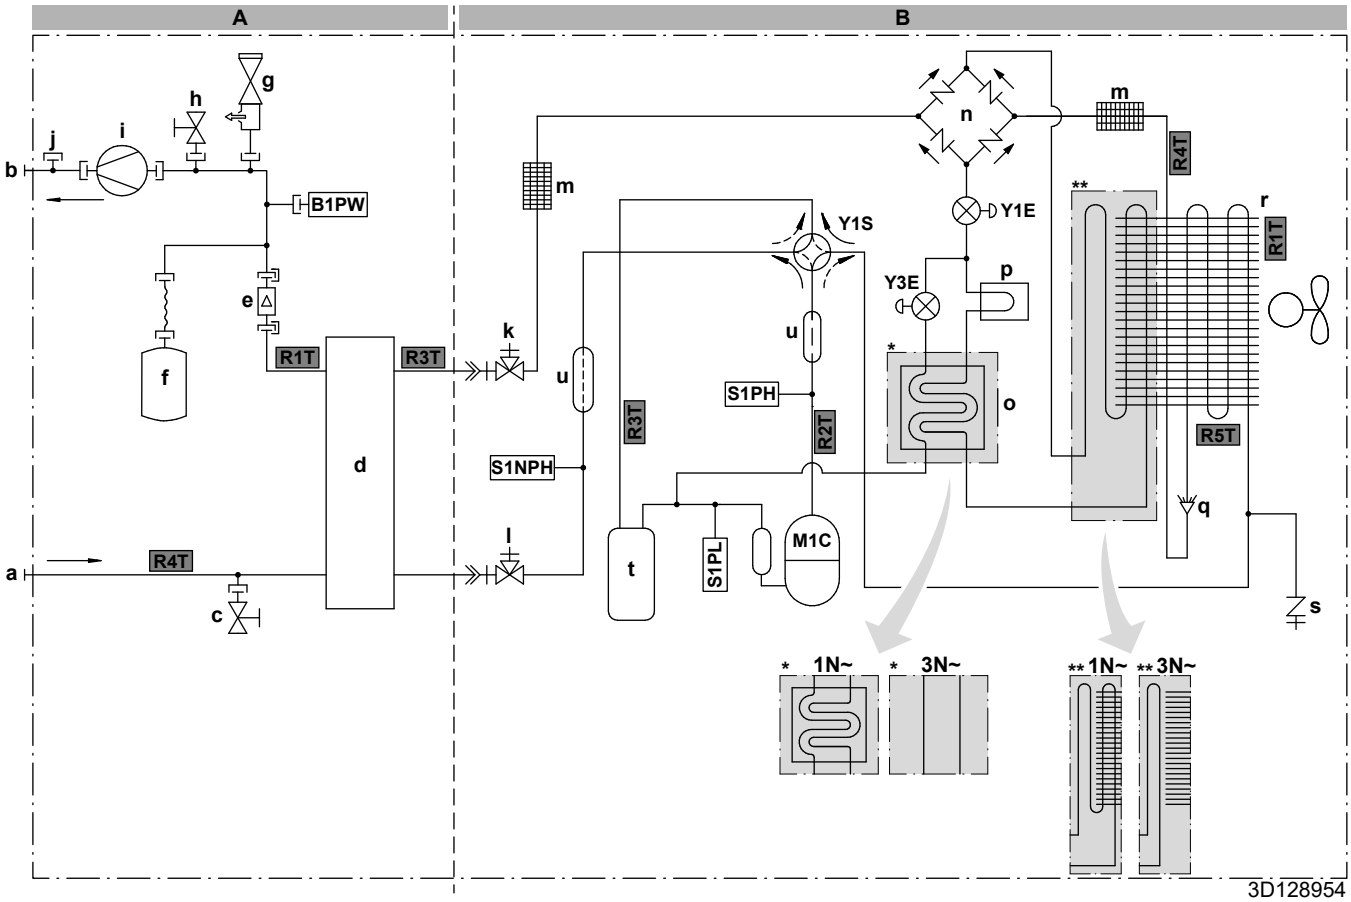 A B
g
h
j i
m
n
b
R4T
m
** r
B1PW
Y1S
Y1E
R1T
Y3E p
e
k
u
*
R1T R3T
f
u
S1PH
o
R3T
R2T
R5T
d
S1NPH
q
l
M1C
R4T
S1PL
t
a
c
s
* 1N~ * 3N~ ** 1N~ ** 3N~
3D128954